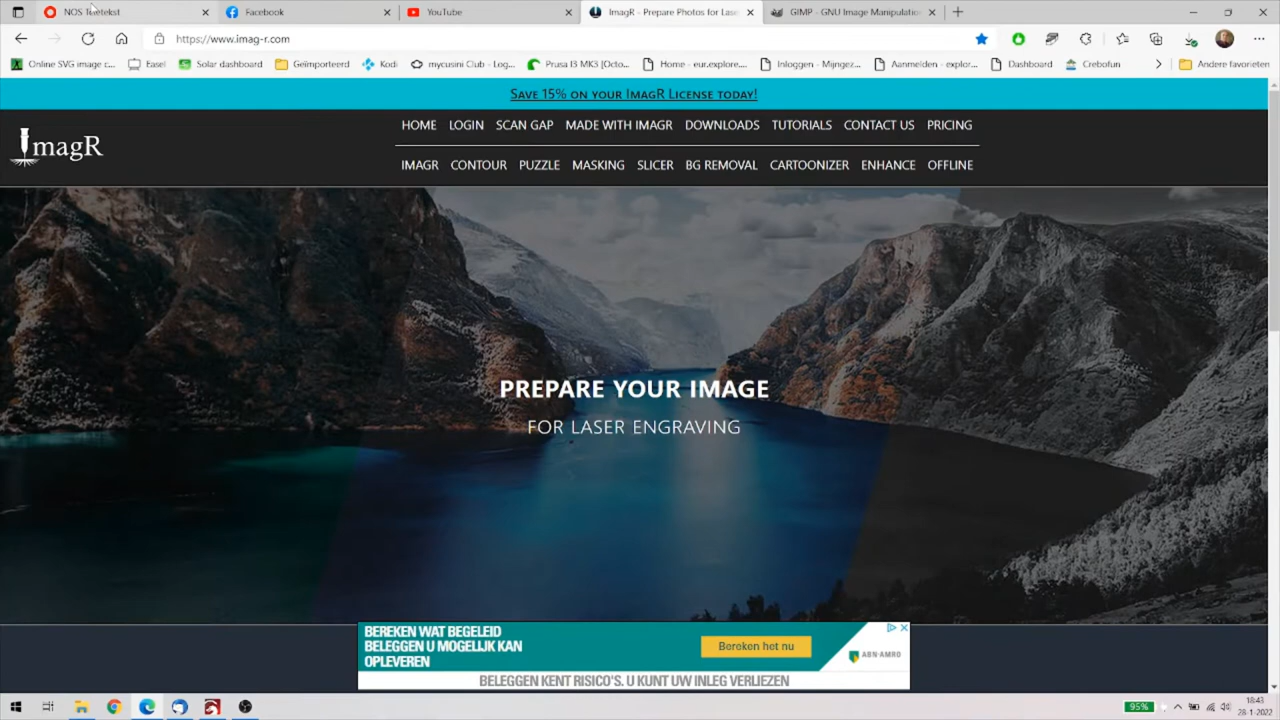 NOS Teletekst
Facebook
YouTube
ImagR - Prepare Photos for Lase
GIMP - GNU Image Manipulation
https://www.imag-r.com
Online SVG image c...
Easel
Solar dashboard
Geïmporteerd
Kodi
mycusini Club - Log...
Prusa I3 MK3 [Octo...
Home - eur.explore....
Inloggen - Mijngez...
Aanmelden - explor...
Dashboard
Crebofun
Andere favorieten
Save 15% on your ImagR License today!
ImagR
HOME LOGIN SCAN GAP MADE WITH IMAGR DOWNLOADS TUTORIALS CONTACT US PRICING
IMAGR CONTOUR PUZZLE MASKING SLICER BG REMOVAL CARTOONIZER ENHANCE OFFLINE
PREPARE YOUR IMAGE
FOR LASER ENGRAVING
BEREKEN WAT BEGELEID
BELEGGEN U MOGELIJK KAN
OPLEVEREN
Bereken het nu
ABN·AMRO
BELEGGEN KENT RISICO'S. U KUNT UW INLEG VERLIEZEN
95%
18:43
28-1-2022